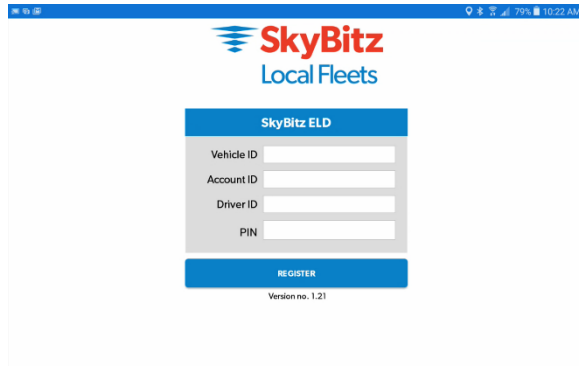 79% 10:22 AM
SkyBitz
Local Fleets
SkyBitz ELD
Vehicle ID
Account ID
Driver ID
PIN
REGISTER
Version no. 1.21